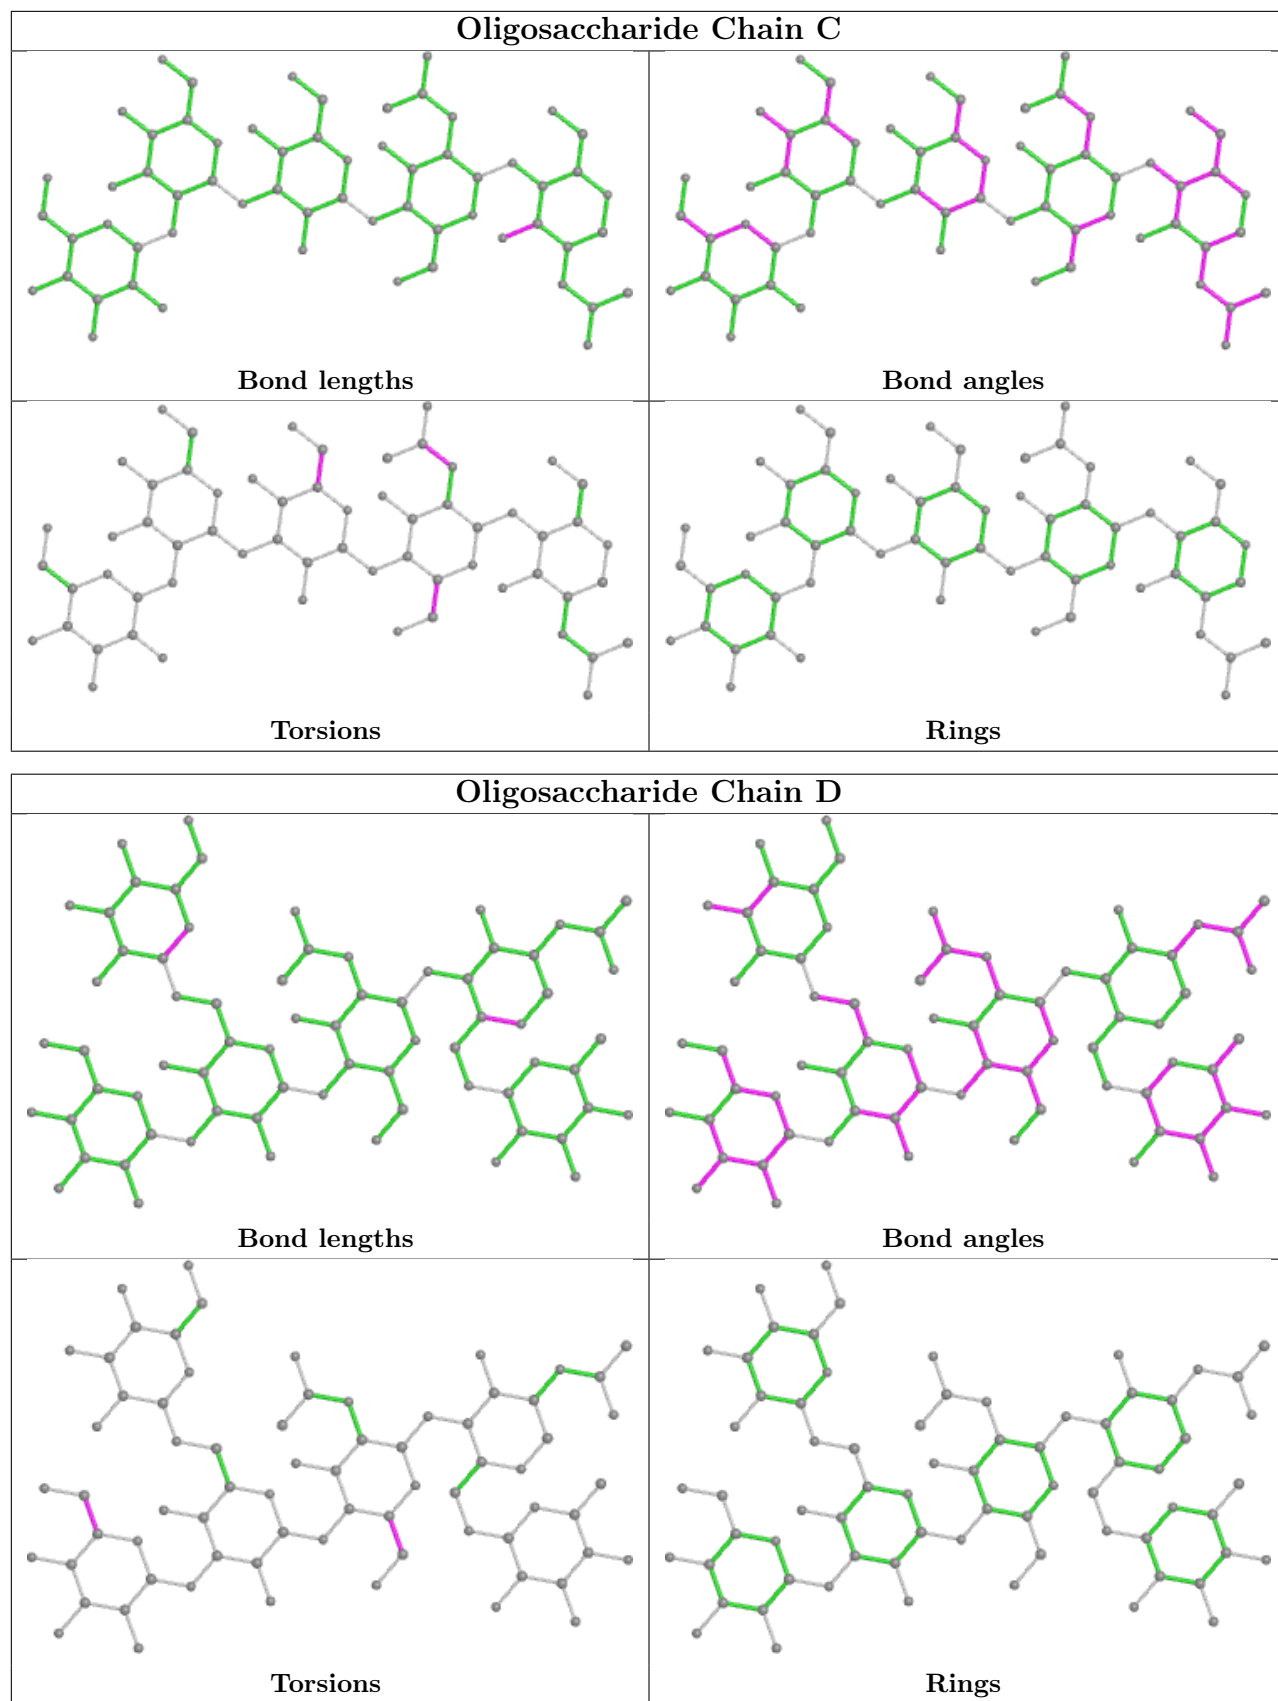 Oligosaccharide Chain C
Bond lengths
Bond angles
Torsions
Rings
Oligosaccharide Chain D
Bond lengths
Bond angles
Torsions
Rings